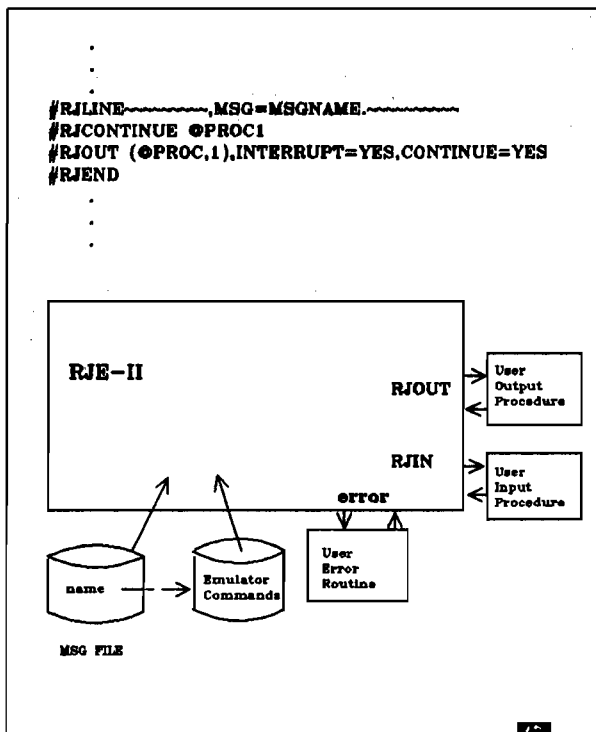 #RJLINE~~~~~~~~~,MSG=MSGNAME.~~~~~~~~~~
#RJCONTINUE @PROC1
#RJOUT (@PROC,1),INTERRUPT=YES,CONTINUE=YES
#RJEND
RJE-II
RJOUT
User
Output
Procedure
RJIN
User
Input
Procedure
error
User
Error
Routine
name
Emulator
Commands
MSG FILE